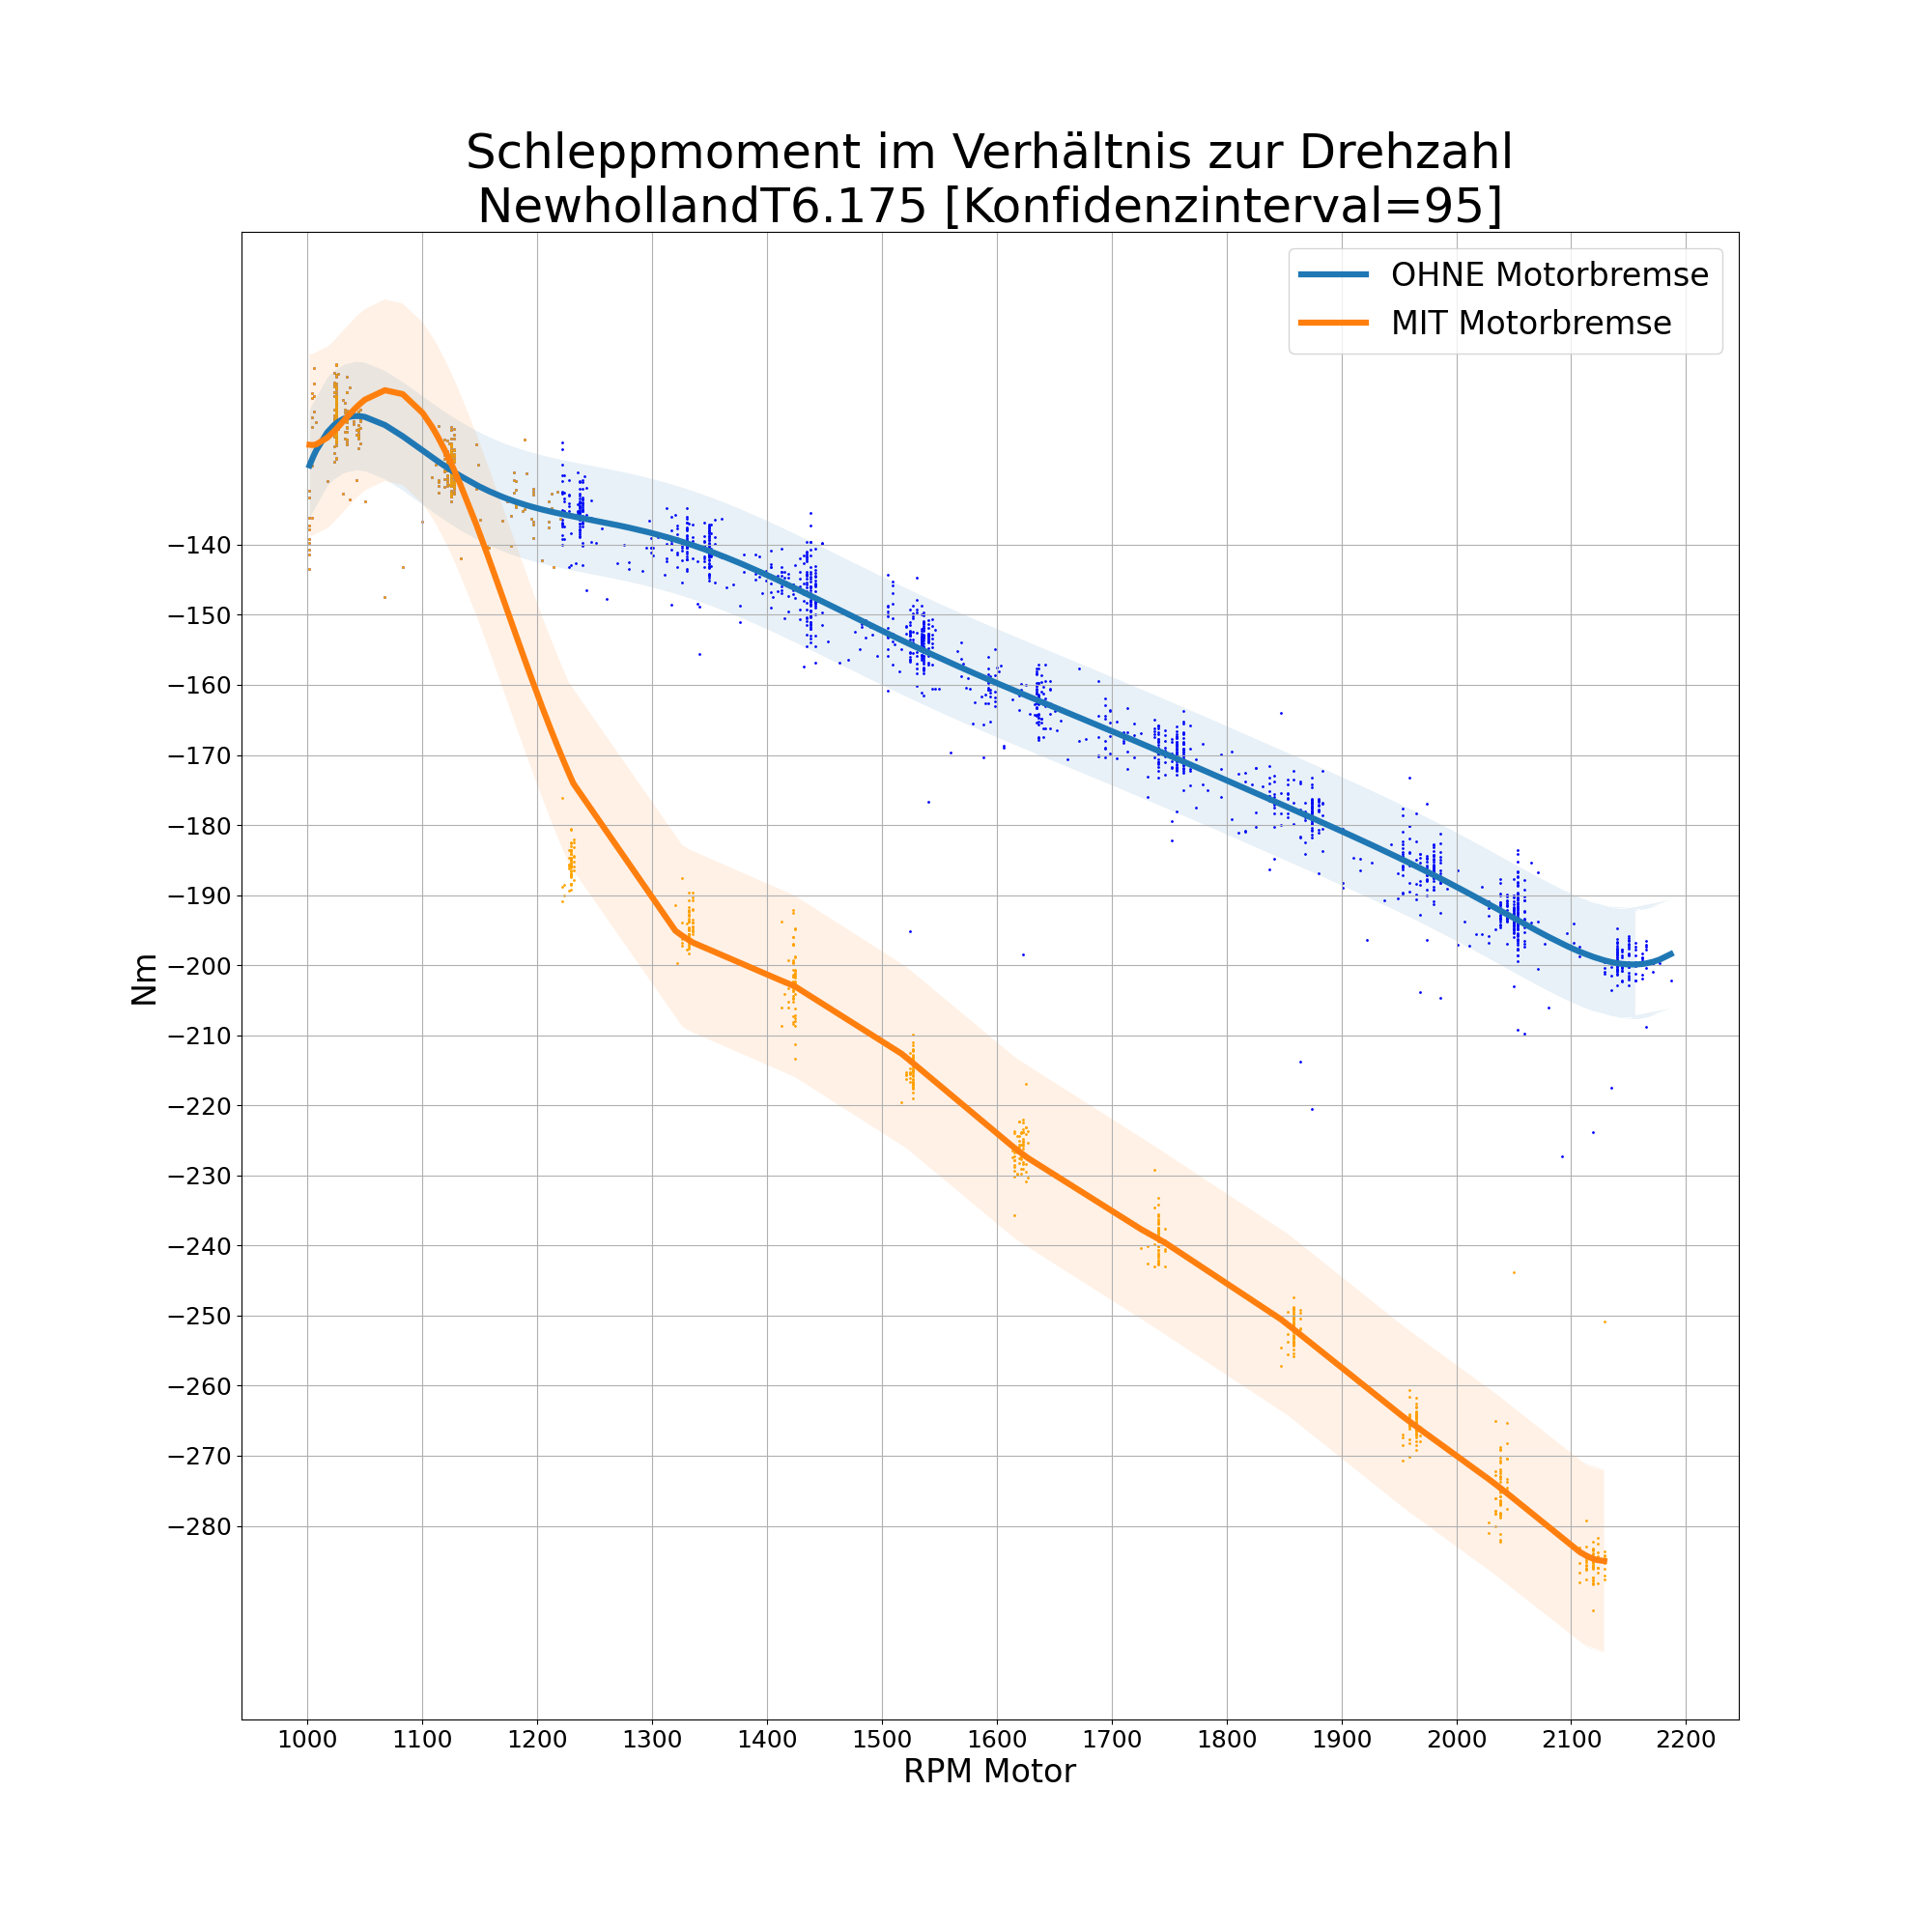 Schleppmoment im Verhältnis zur Drehzahl
NewhollandT6.175 [Konfidenzinterval=95]
OHNE Motorbremse
MIT Motorbremse
−140
−150
−160
−170
−180
−190
−200
−210
−220
−230
−240
−250
−260
−270
−280
Nm
1000 1100 1200 1300 1400 1500 1600 1700 1800 1900 2000 2100 2200
RPM Motor